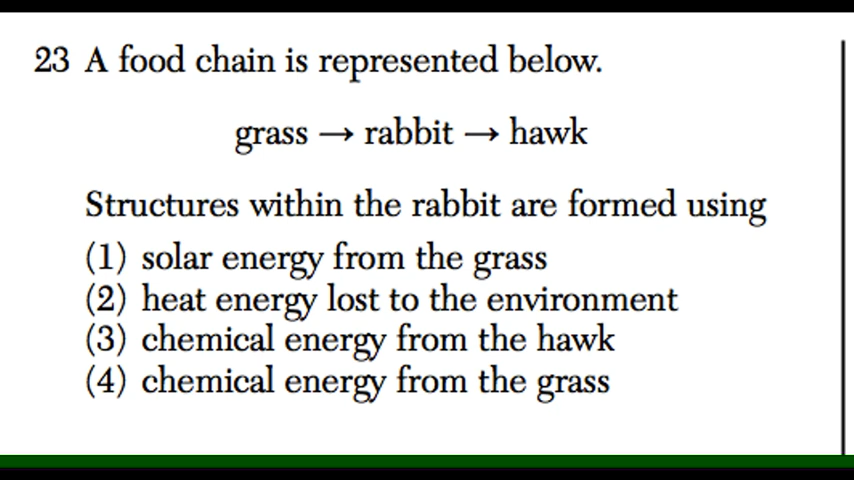 23 A food chain is represented below.
grass → rabbit → hawk
Structures within the rabbit are formed using
(1) solar energy from the grass
(2) heat energy lost to the environment
(3) chemical energy from the hawk
(4) chemical energy from the grass